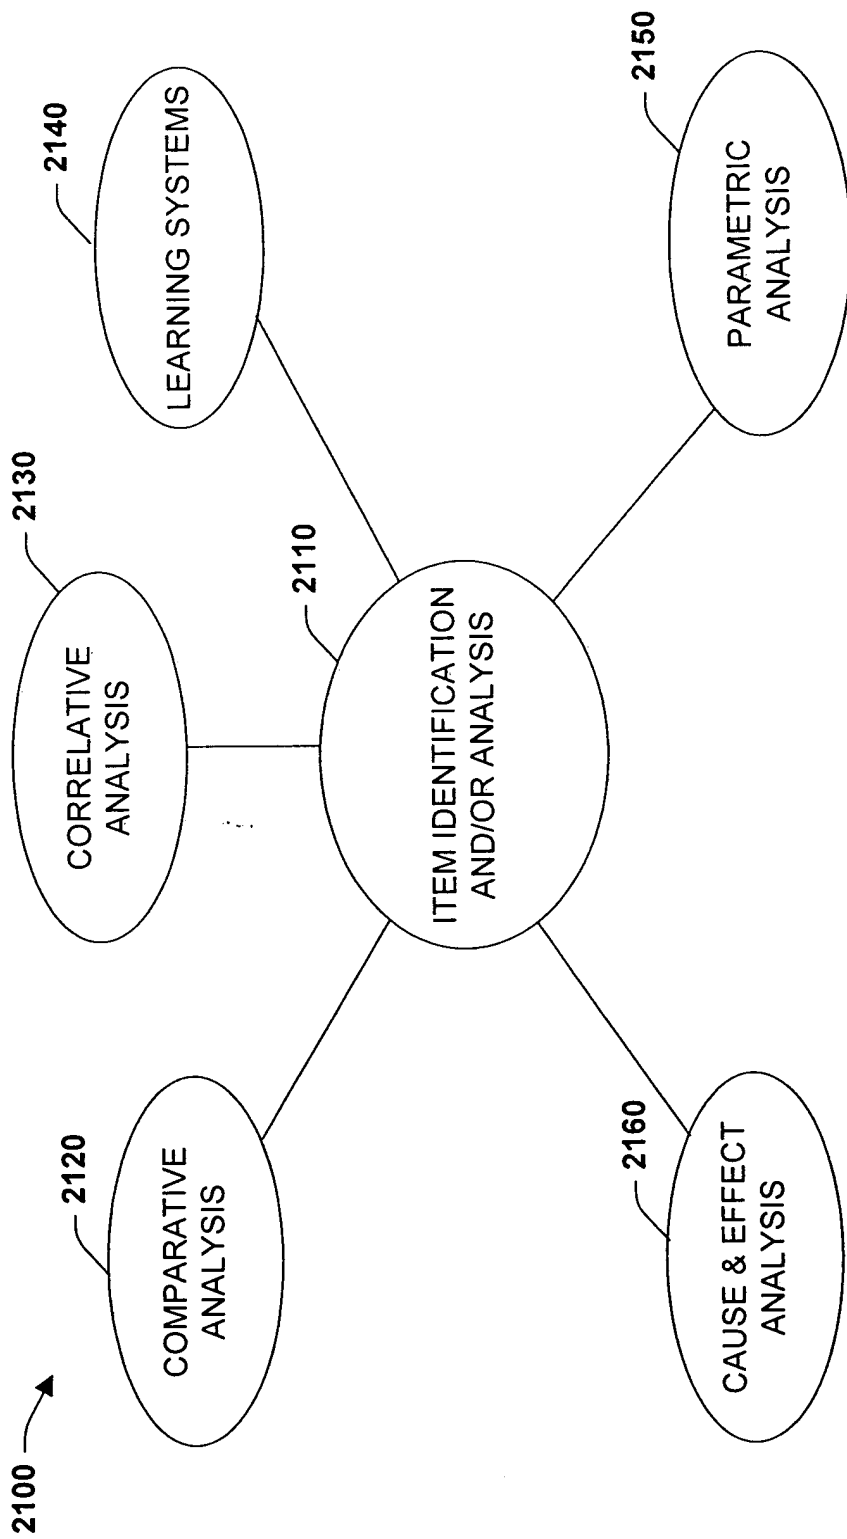 2100
2120
COMPARATIVE
ANALYSIS
2130
CORRELATIVE
ANALYSIS
2140
LEARNING SYSTEMS
2110
ITEM IDENTIFICATION
AND/OR ANALYSIS
2160
CAUSE & EFFECT
ANALYSIS
2150
PARAMETRIC
ANALYSIS